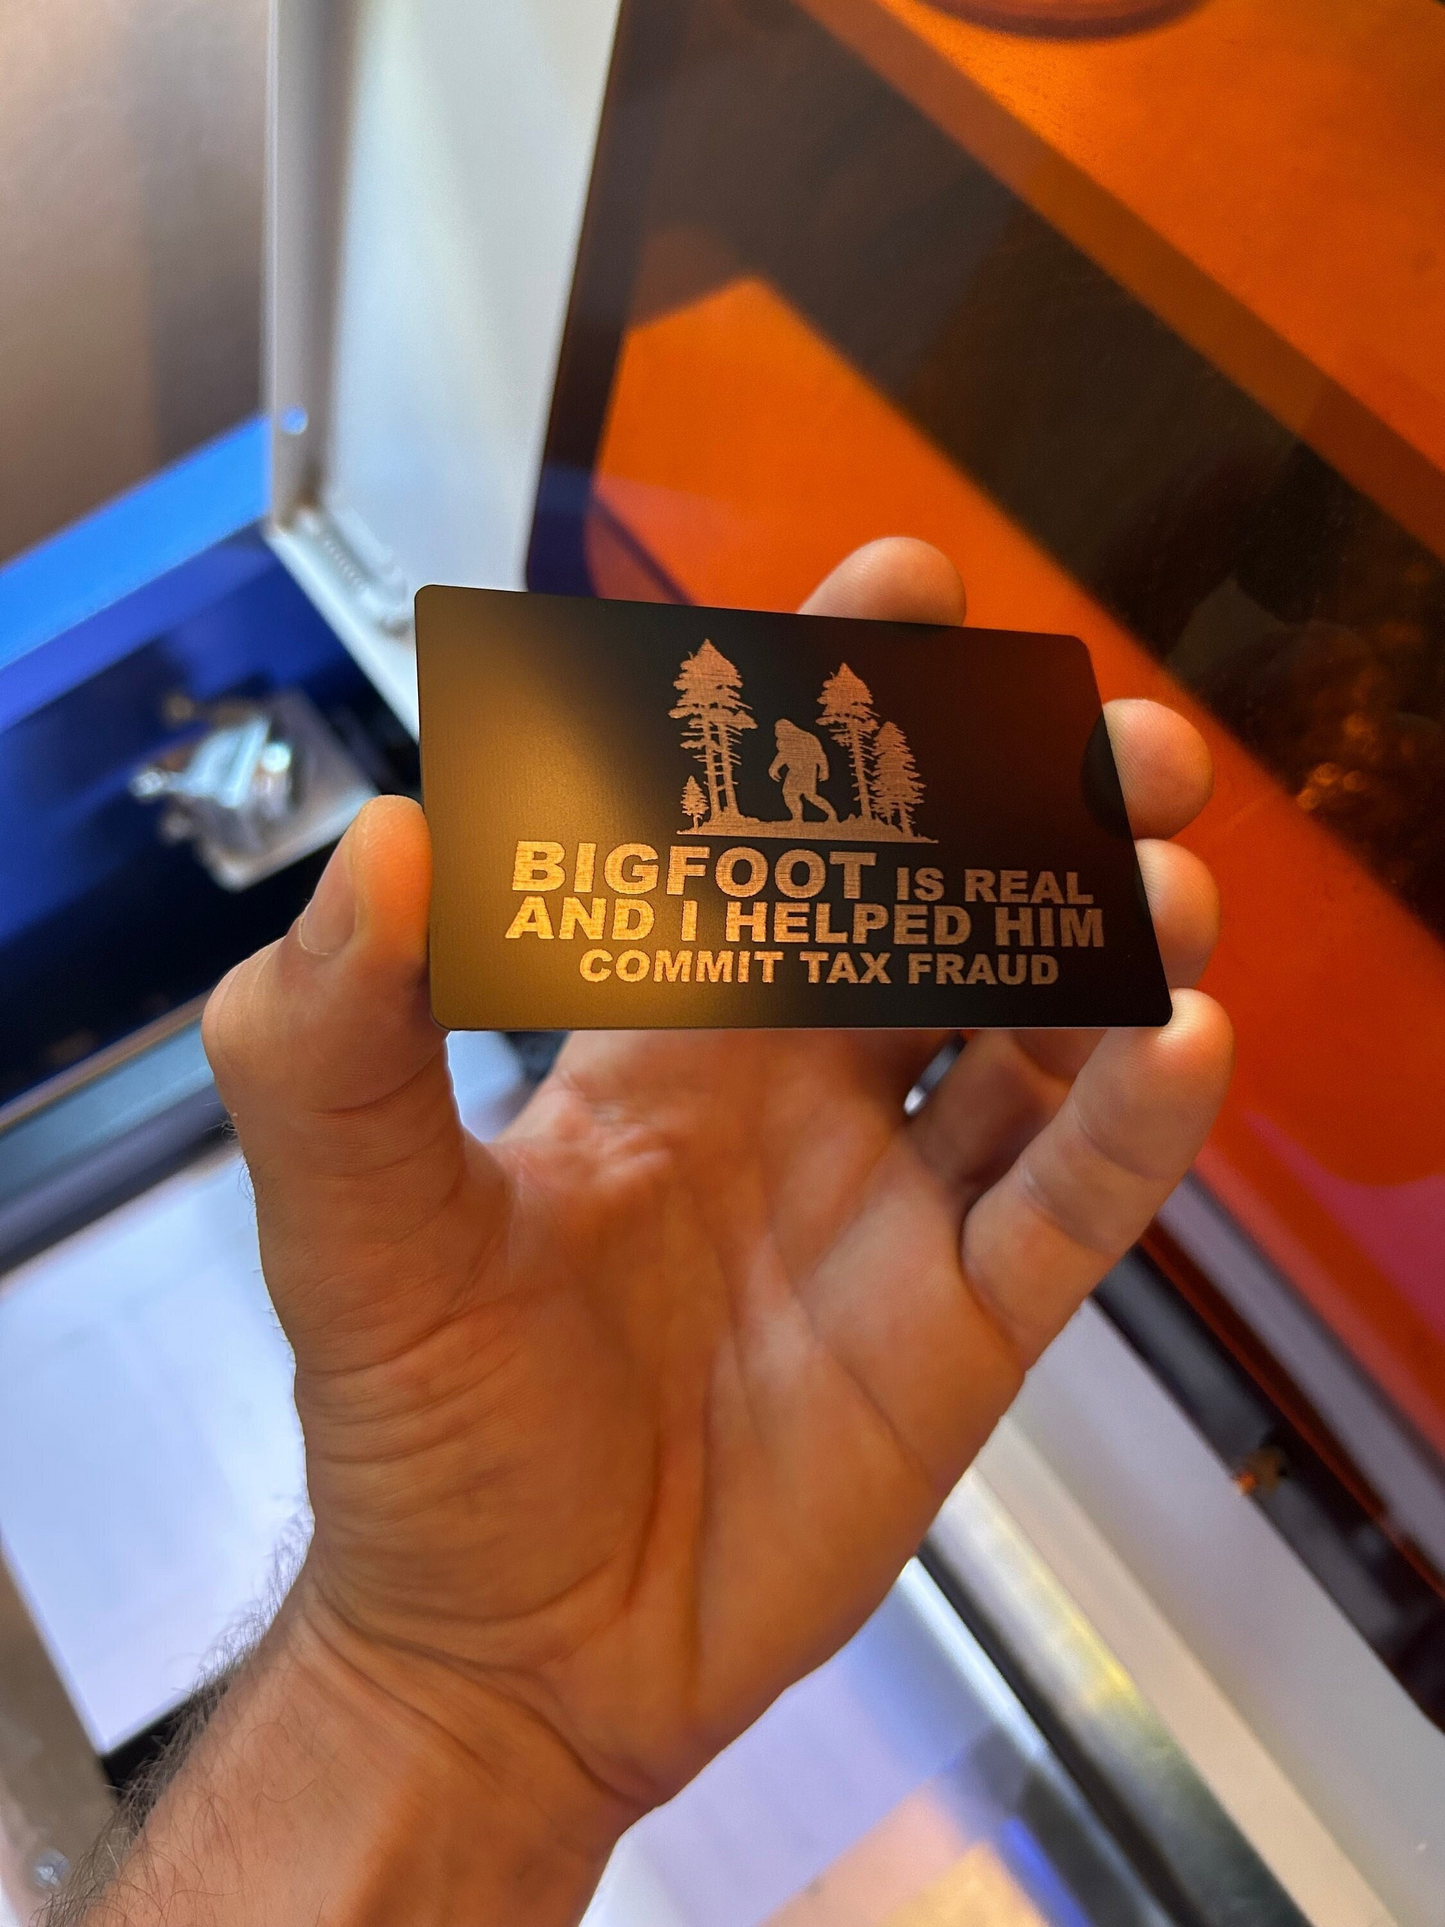 BIGFOOT IS REAL
AND I HELPED HIM
COMMIT TAX FRAUD